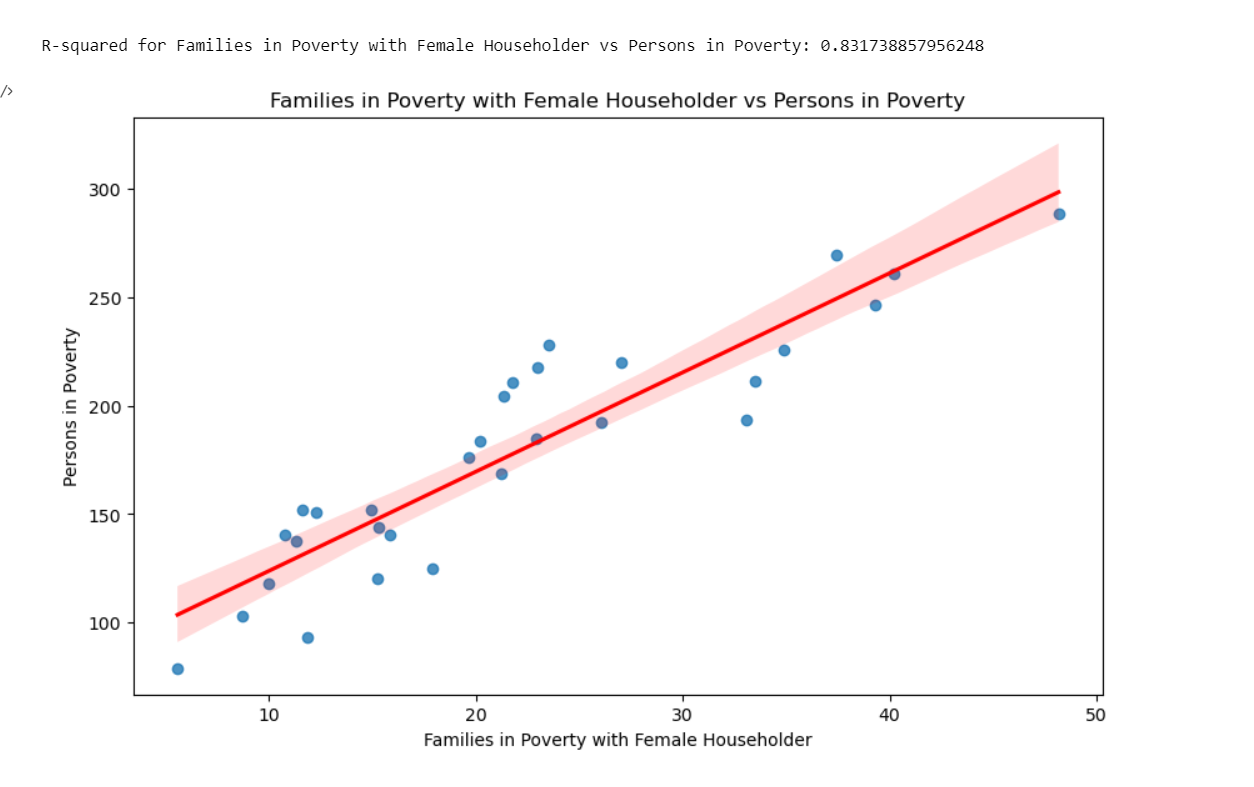 R-squared for Families in Poverty with Female Householder vs Persons in Poverty: 0.831738857956248
/>
Families in Poverty with Female Householder vs Persons in Poverty
300
250
200
150
100
Persons in Poverty
10 20 30 40 50
Families in Poverty with Female Householder